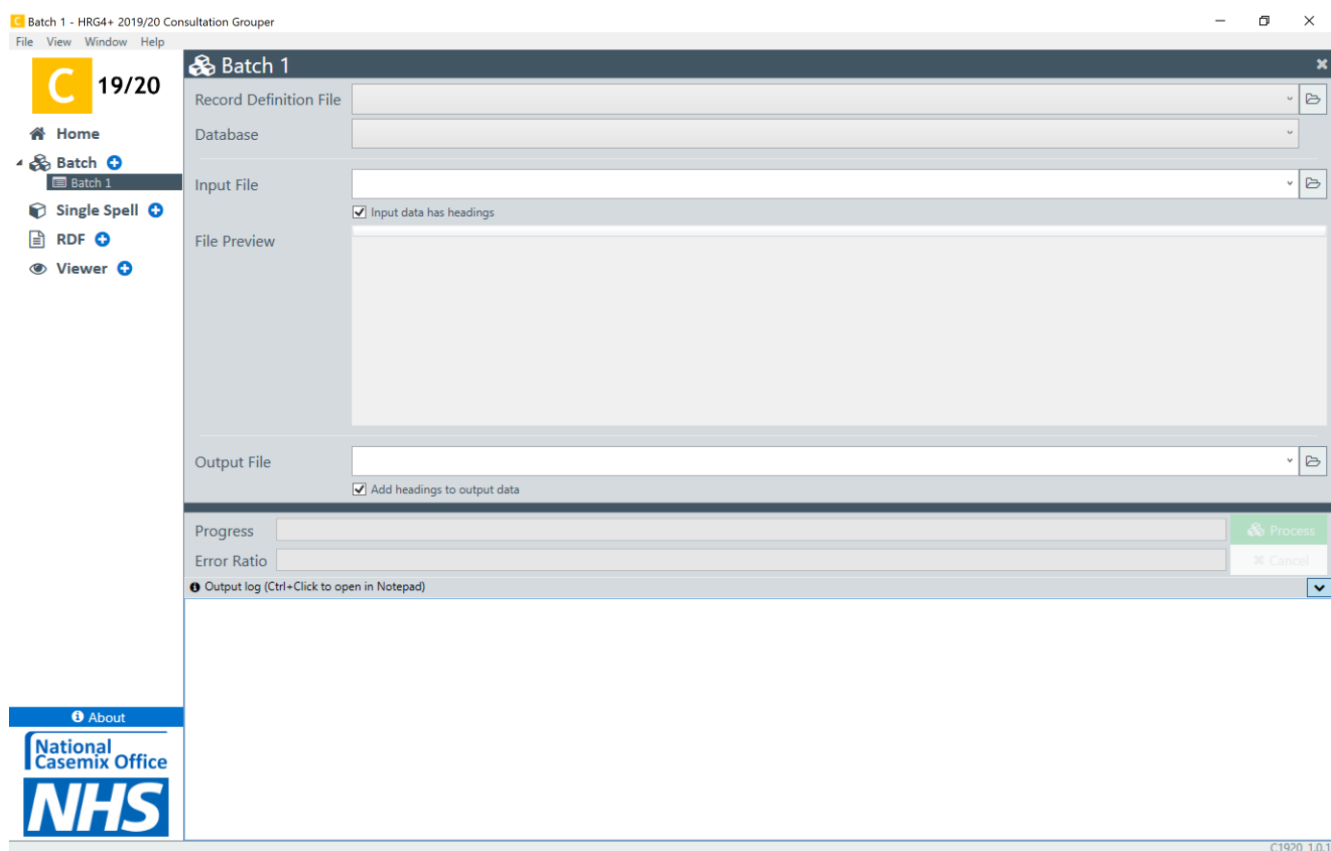 C Batch 1 - HRG4+ 2019/20 Consultation Grouper
File View Window Help
C 19/20
Home
Batch
Batch 1
Single Spell
RDF
Viewer
About
National
Casemix Office
NHS
Batch 1
Record Definition File
Database
Input File
Input data has headings
File Preview
Output File
Add headings to output data
Progress
Process
Error Ratio
Cancel
Output log (Ctrl+Click to open in Notepad)
C1920 1.0.1